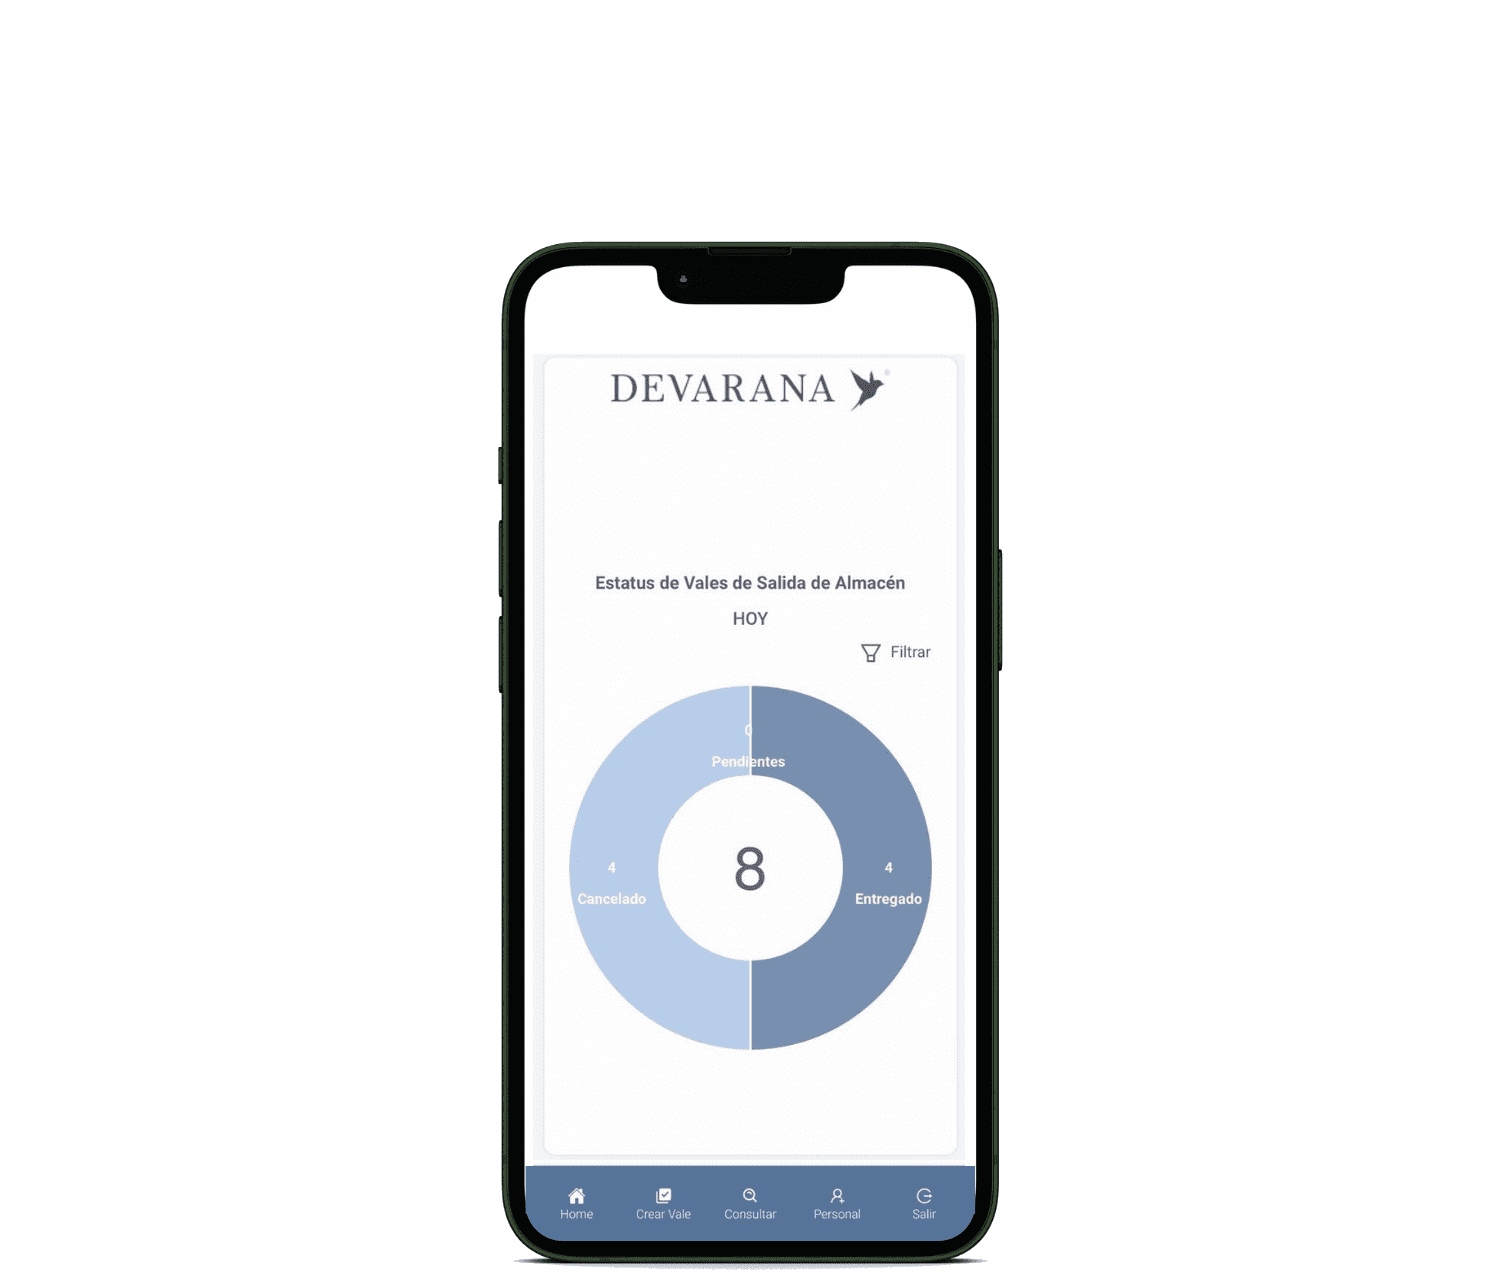 DEVARANA
Estatus de Vales de Salida de Almacén
HOY
Filtrar
0
Pendientes
4
Cancelado
8
4
Entregado
Home
Crear Vale
Consultar
Personal
Salir